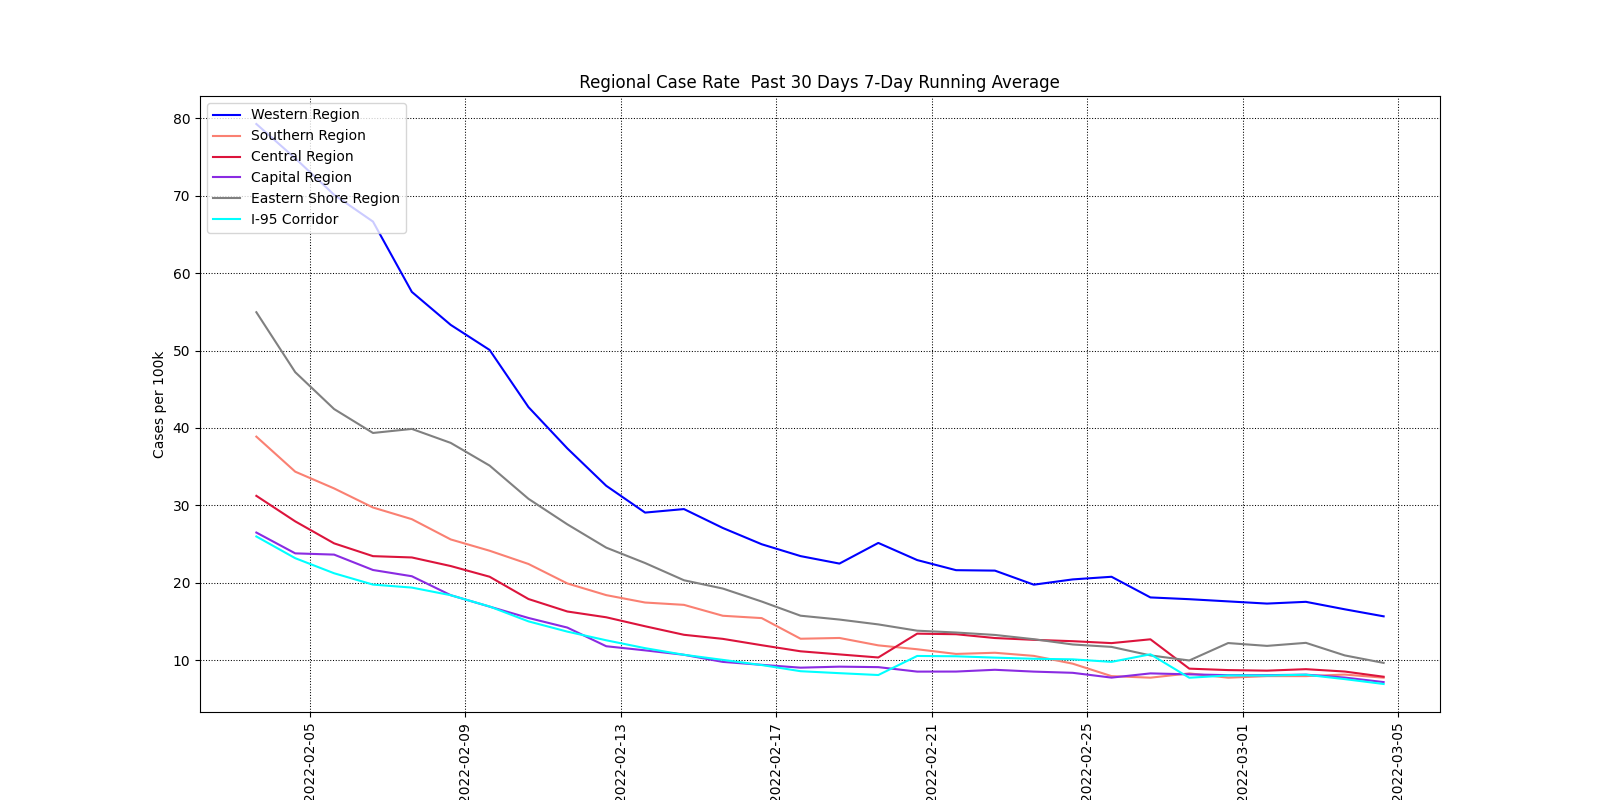 Regional Case Rate  Past 30 Days 7-Day Running Average
Western Region
Southern Region
Central Region
Capital Region
Eastern Shore Region
I-95 Corridor
Cases per 100k
80
70
60
50
40
30
20
10
2022-02-05
2022-02-09
2022-02-13
2022-02-17
2022-02-21
2022-02-25
2022-03-01
2022-03-05